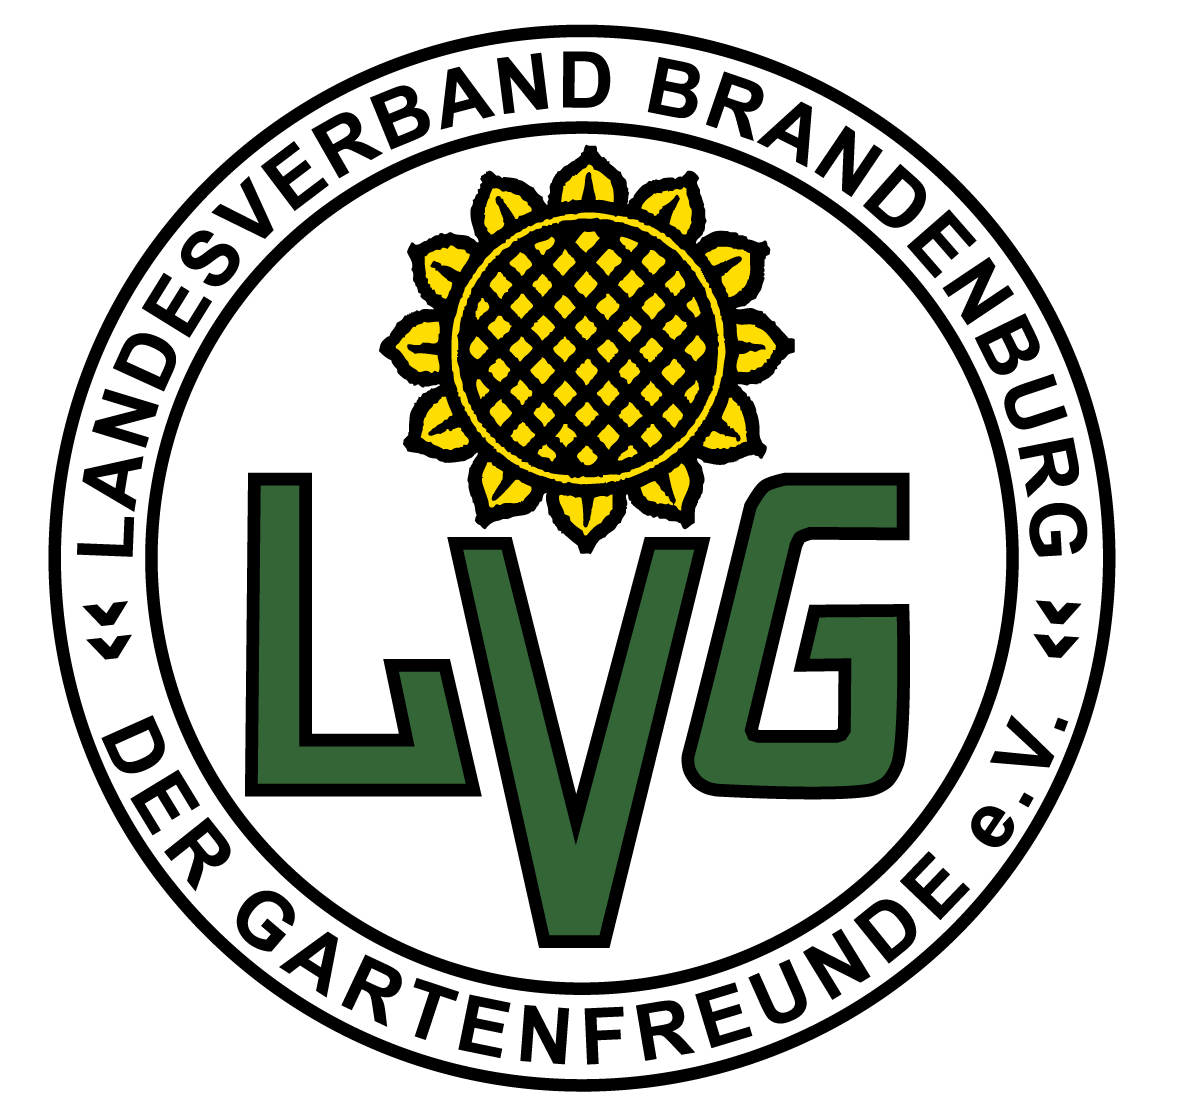 « LANDESVERBAND BRANDENBURG »
DER GARTENFREUNDE e.V.
LVG